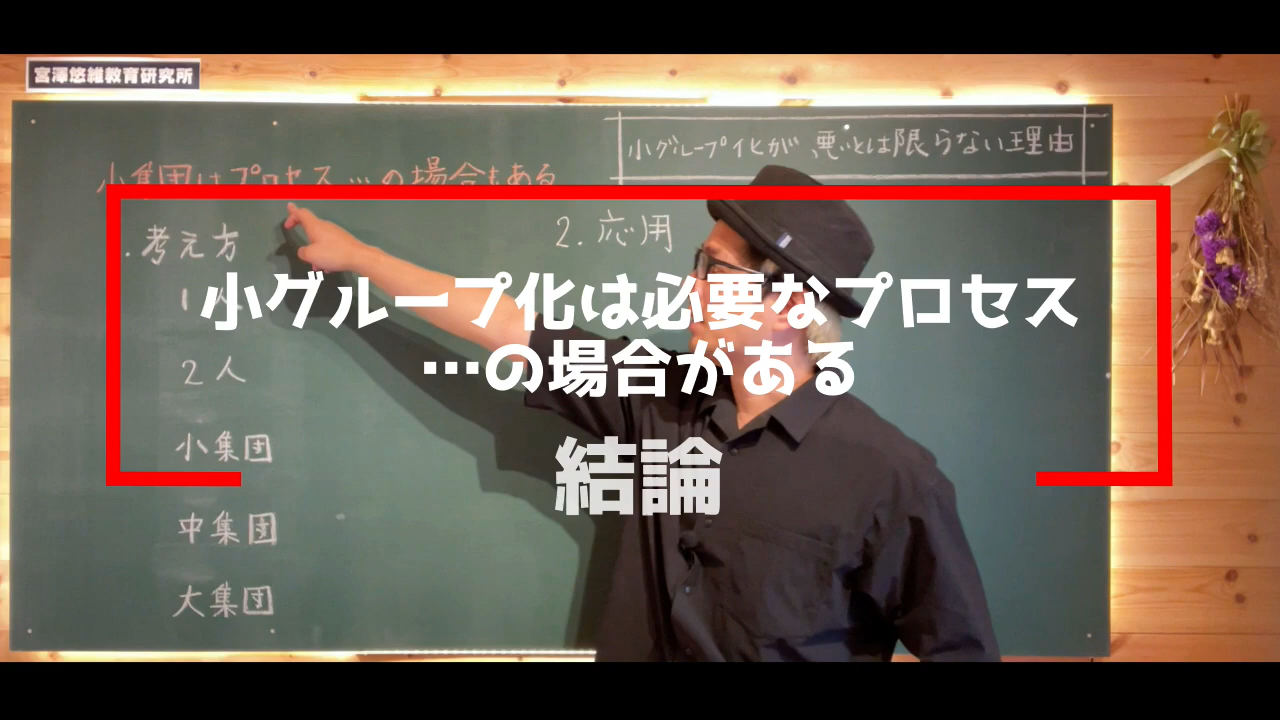 宮澤悠維教育研究所
小グループ化が悪いとは限らない理由
小集団はプロセス…の場合もある
.考え方
2.応用
1人
小グループ化は必要なプロセス
…の場合がある
2人
結論
小集団
中集団
大集団